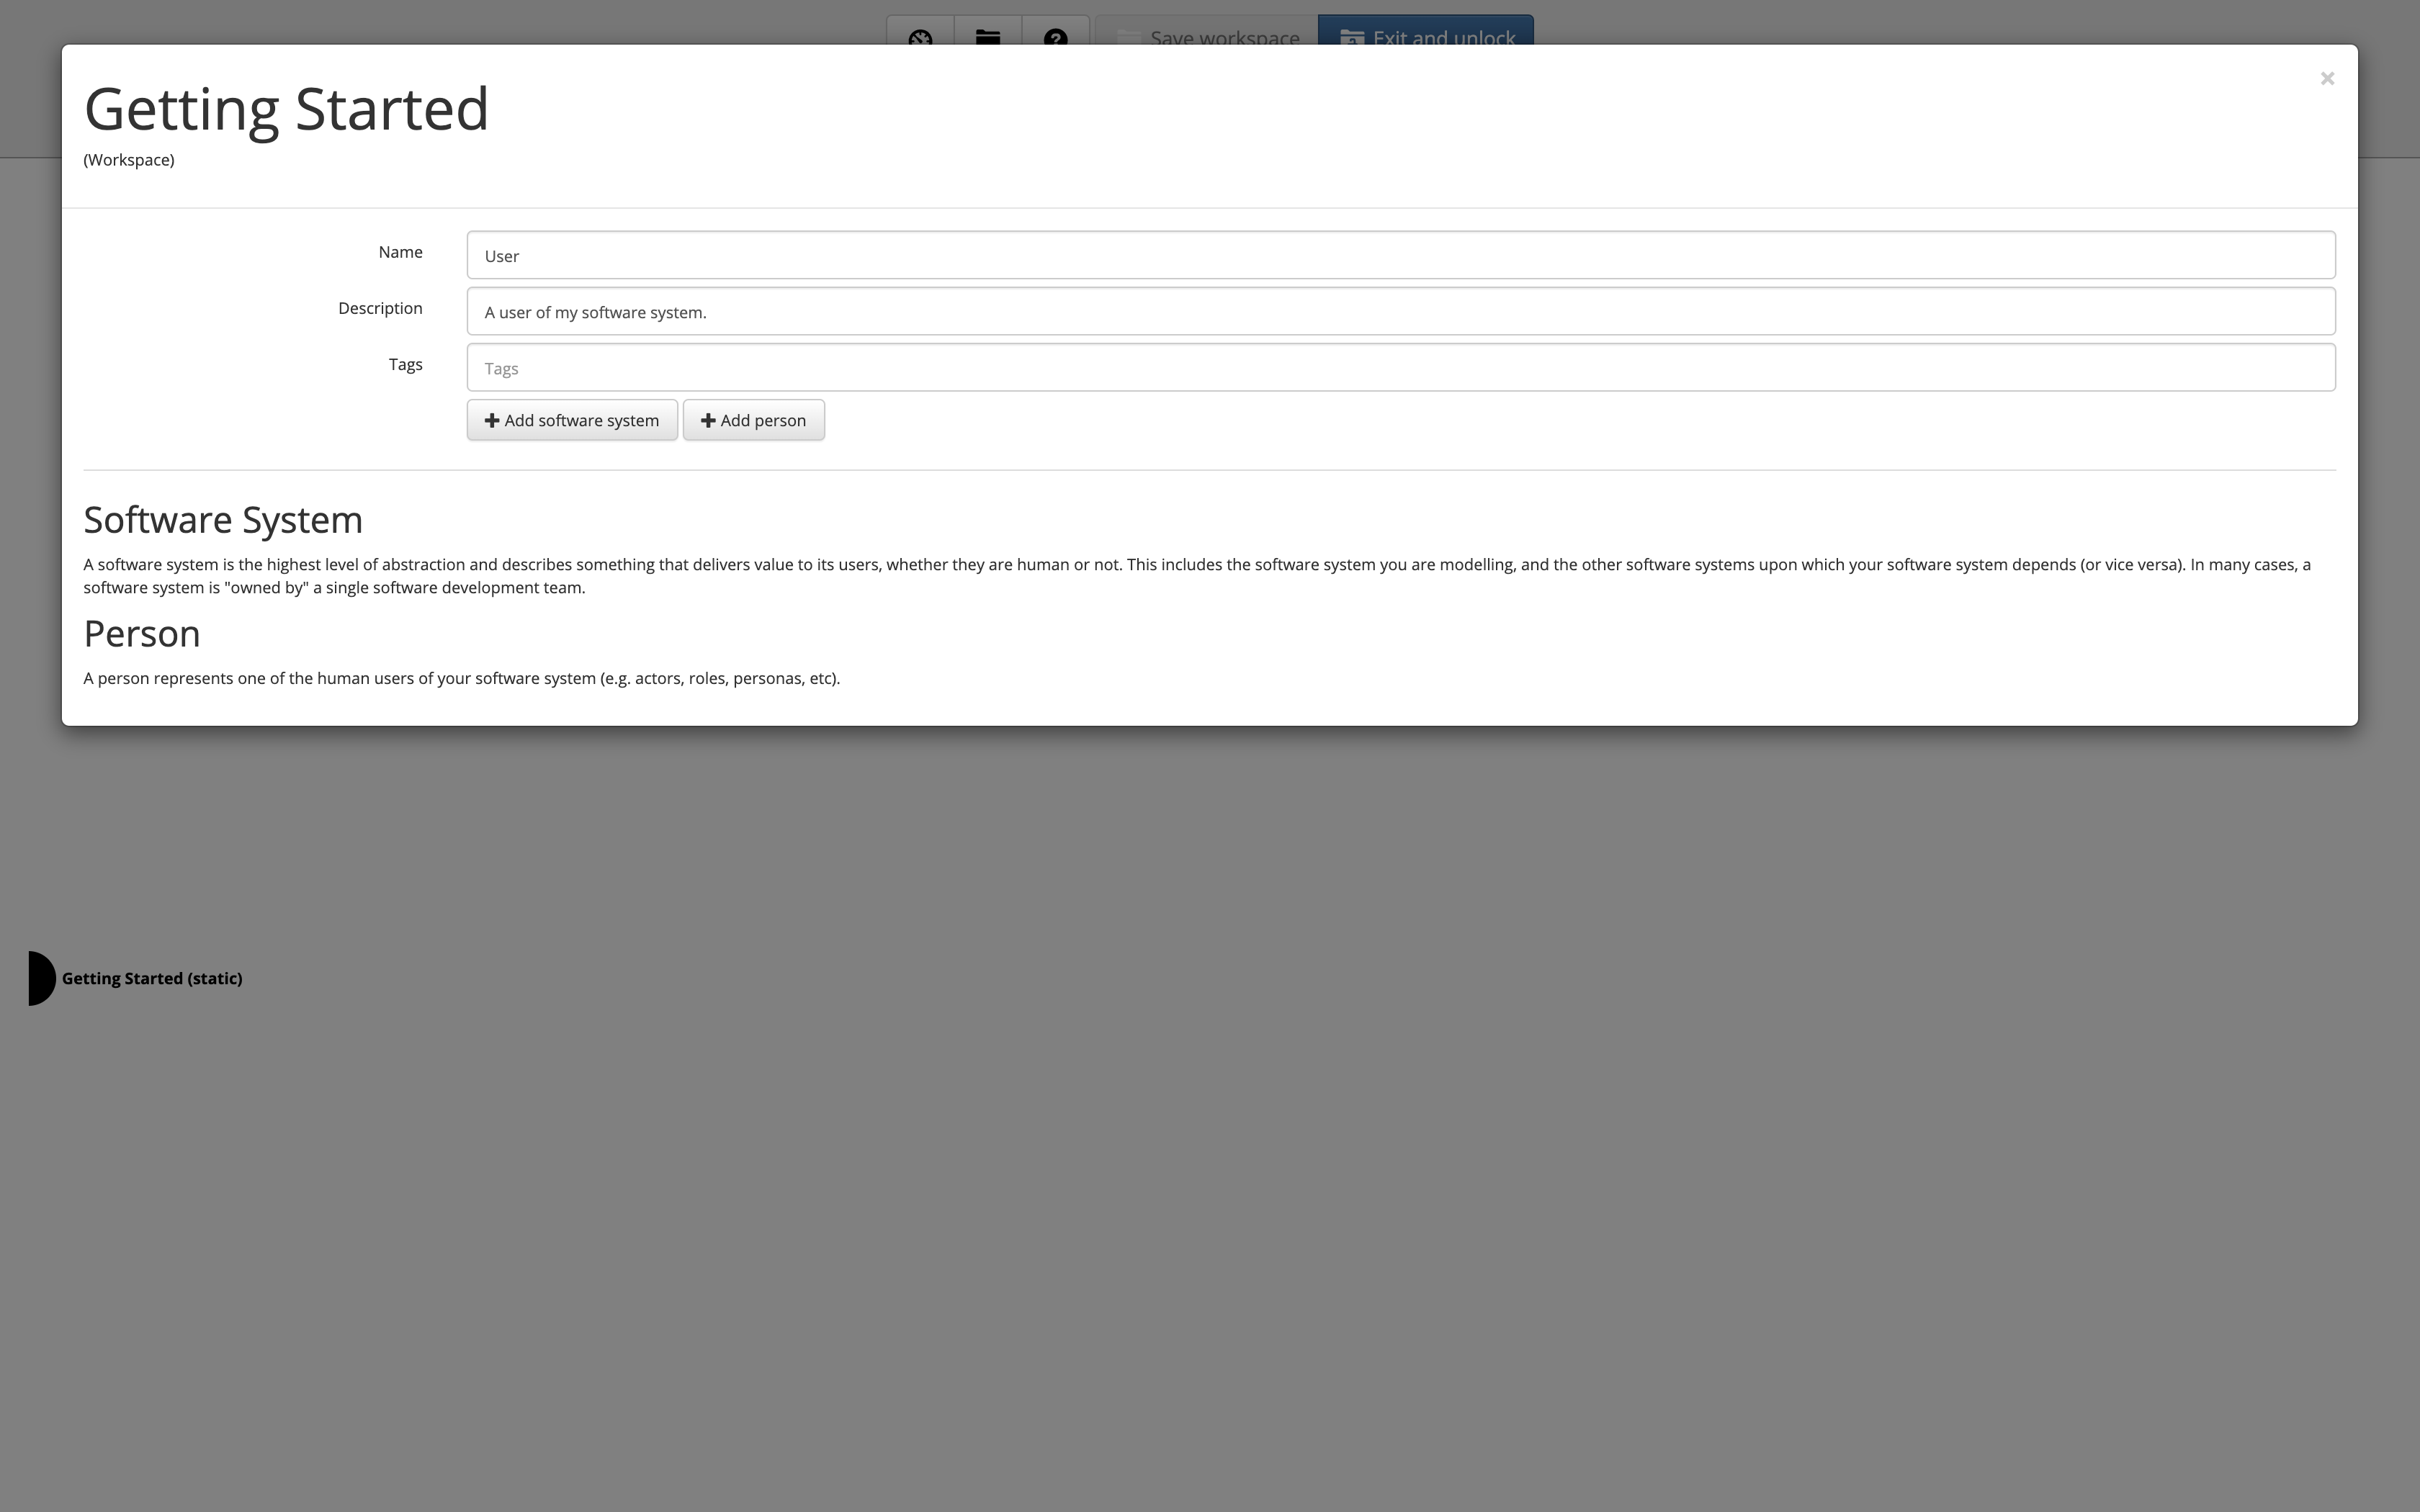 Save workspace
Exit and unlock
Getting Started
(Workspace)
Name
User
Description
A user of my software system.
Tags
Tags
Add software system
Add person
Software System
A software system is the highest level of abstraction and describes something that delivers value to its users, whether they are human or not. This includes the software system you are modelling, and the other software systems upon which your software system depends (or vice versa). In many cases, a
software system is "owned by" a single software development team.
Person
A person represents one of the human users of your software system (e.g. actors, roles, personas, etc).
Getting Started (static)